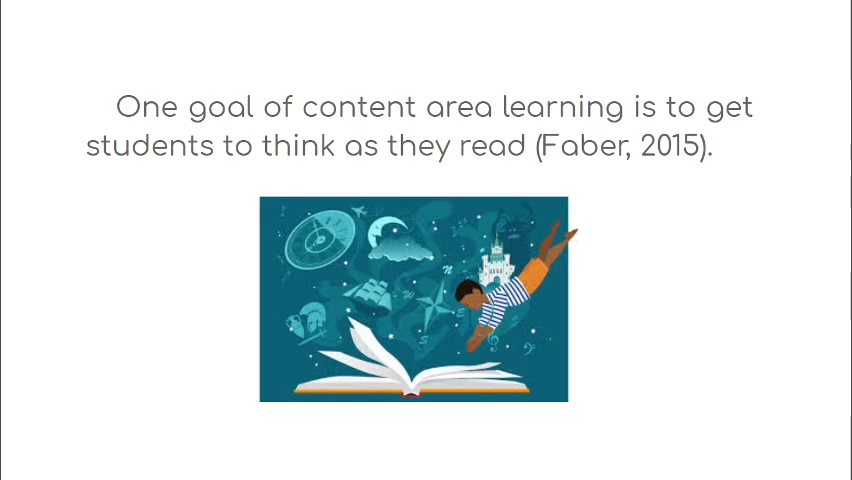 One goal of content area learning is to get
students to think as they read (Faber, 2015).
N
S